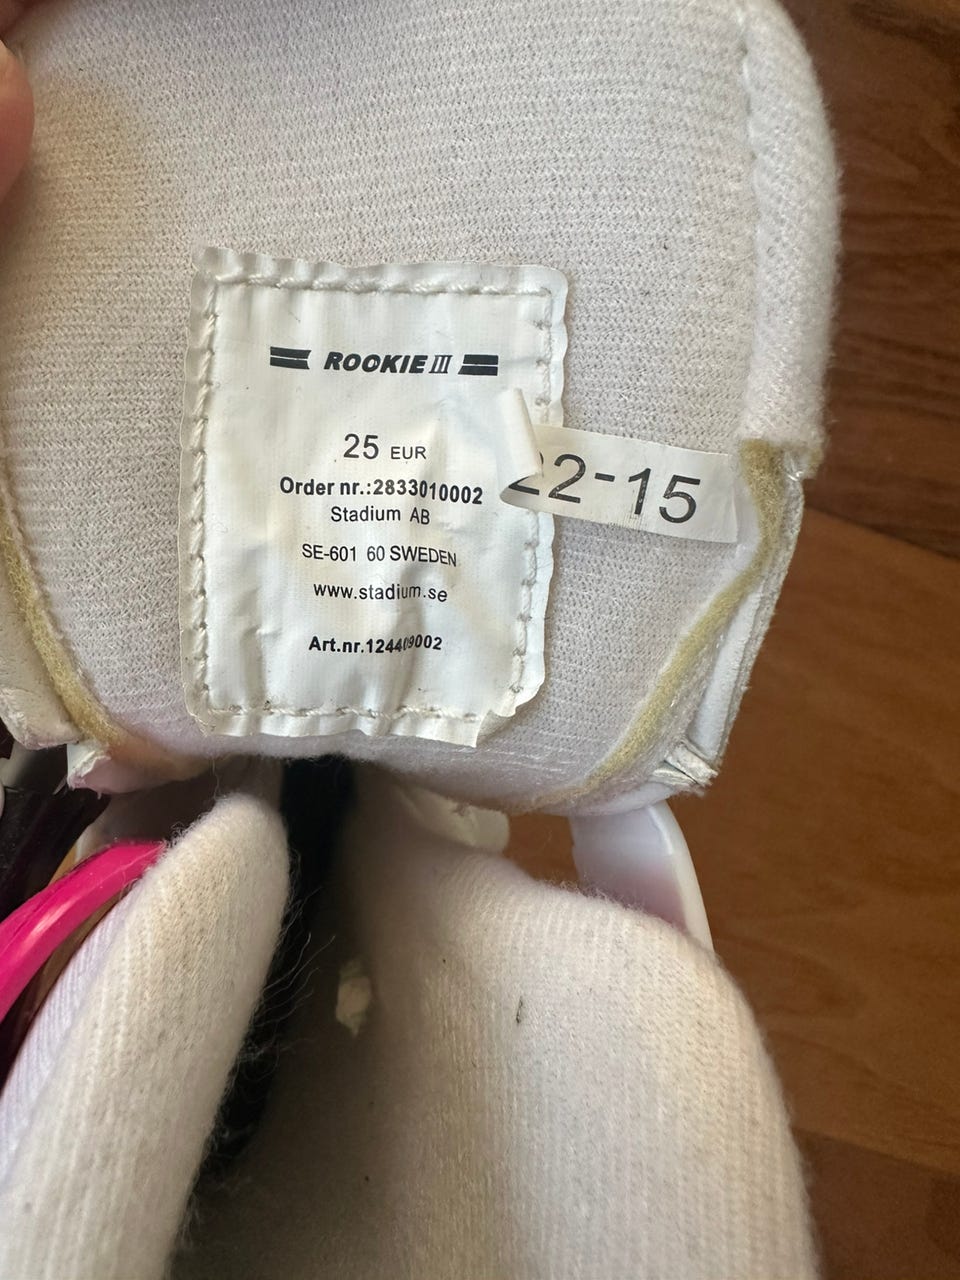 ROOKIE III
25 EUR
22-15
Order nr.:2833010002
Stadium AB
SE-601 60 SWEDEN
www.stadium.se
Art.nr.124409002